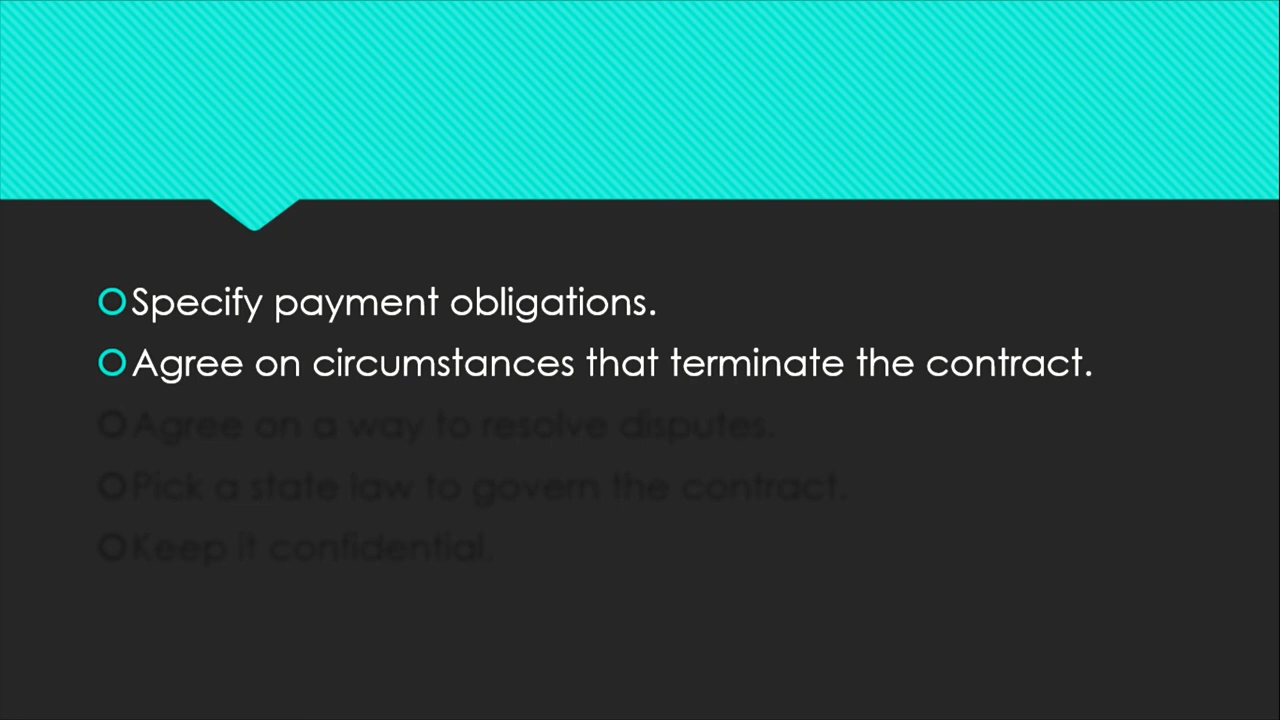 Specify payment obligations.
Agree on circumstances that terminate the contract.
Agree on a way to resolve disputes.
Pick a state law to govern the contract.
Keep it confidential.